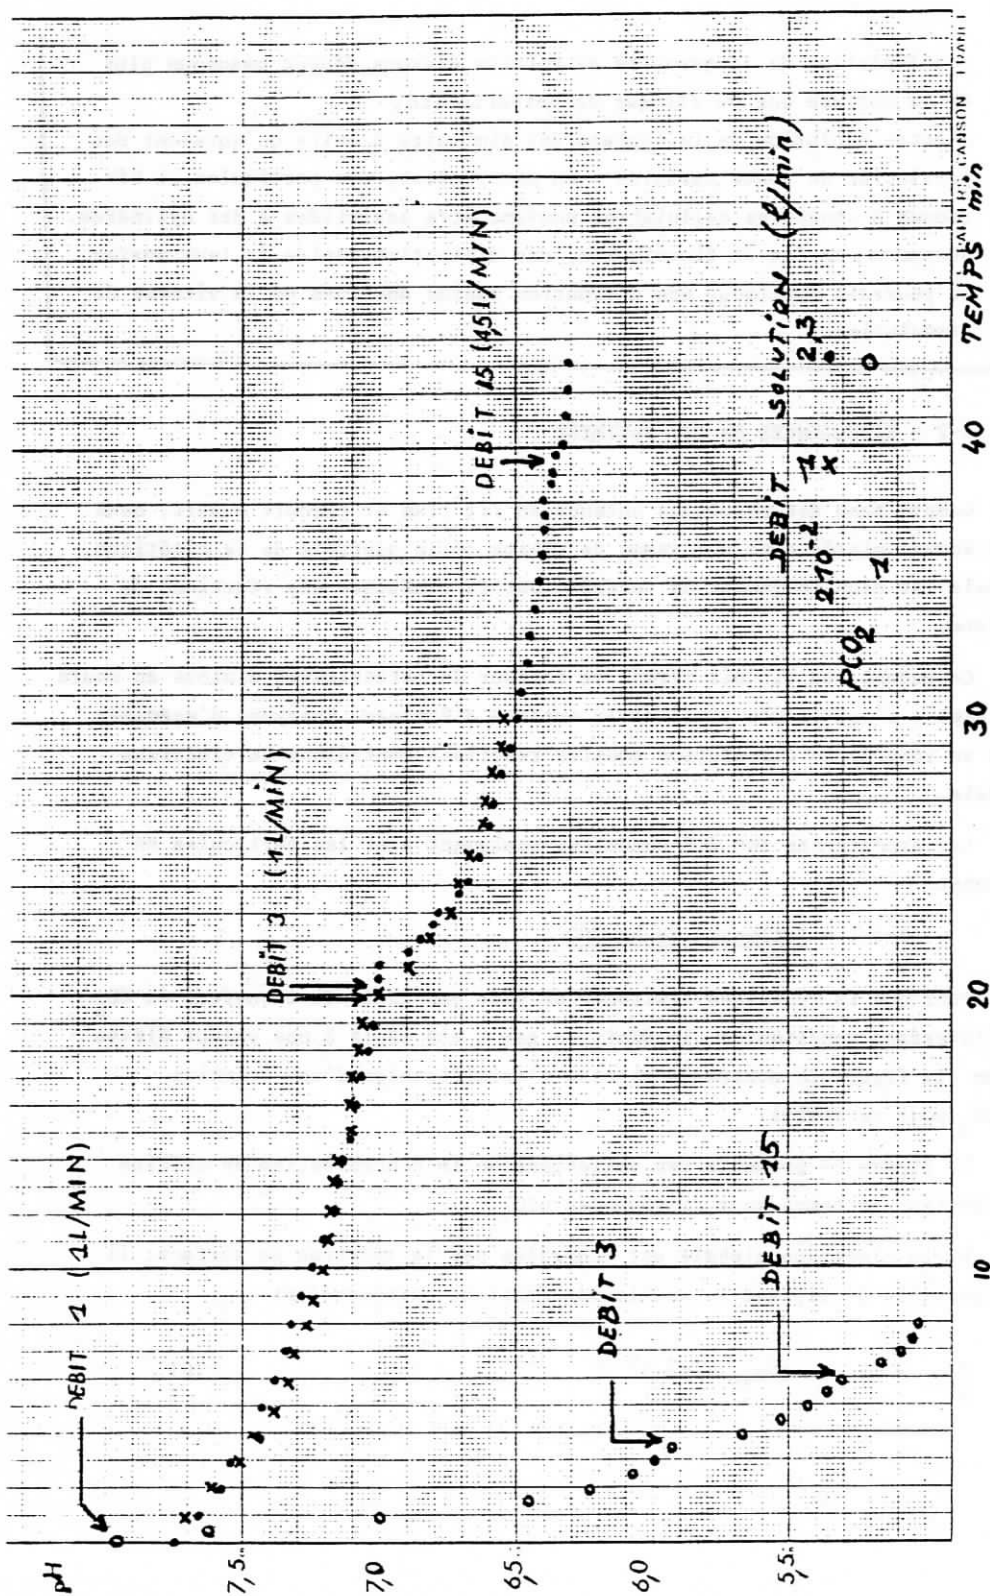 pH
7,5.
7,0
6,5.
6,0
5,5.
10
20
30
40
TEMPS min
DEBIT 1 (1l/MIN)
DEBIT 3 (1L/MIN)
DEBIT 15 (4,5l/MIN)
DEBIT 3
DEBIT 15
DEBIT SOLUTION (l/min)
1 2,3
PCO2 2.10-2 x •
1 o
CANSON